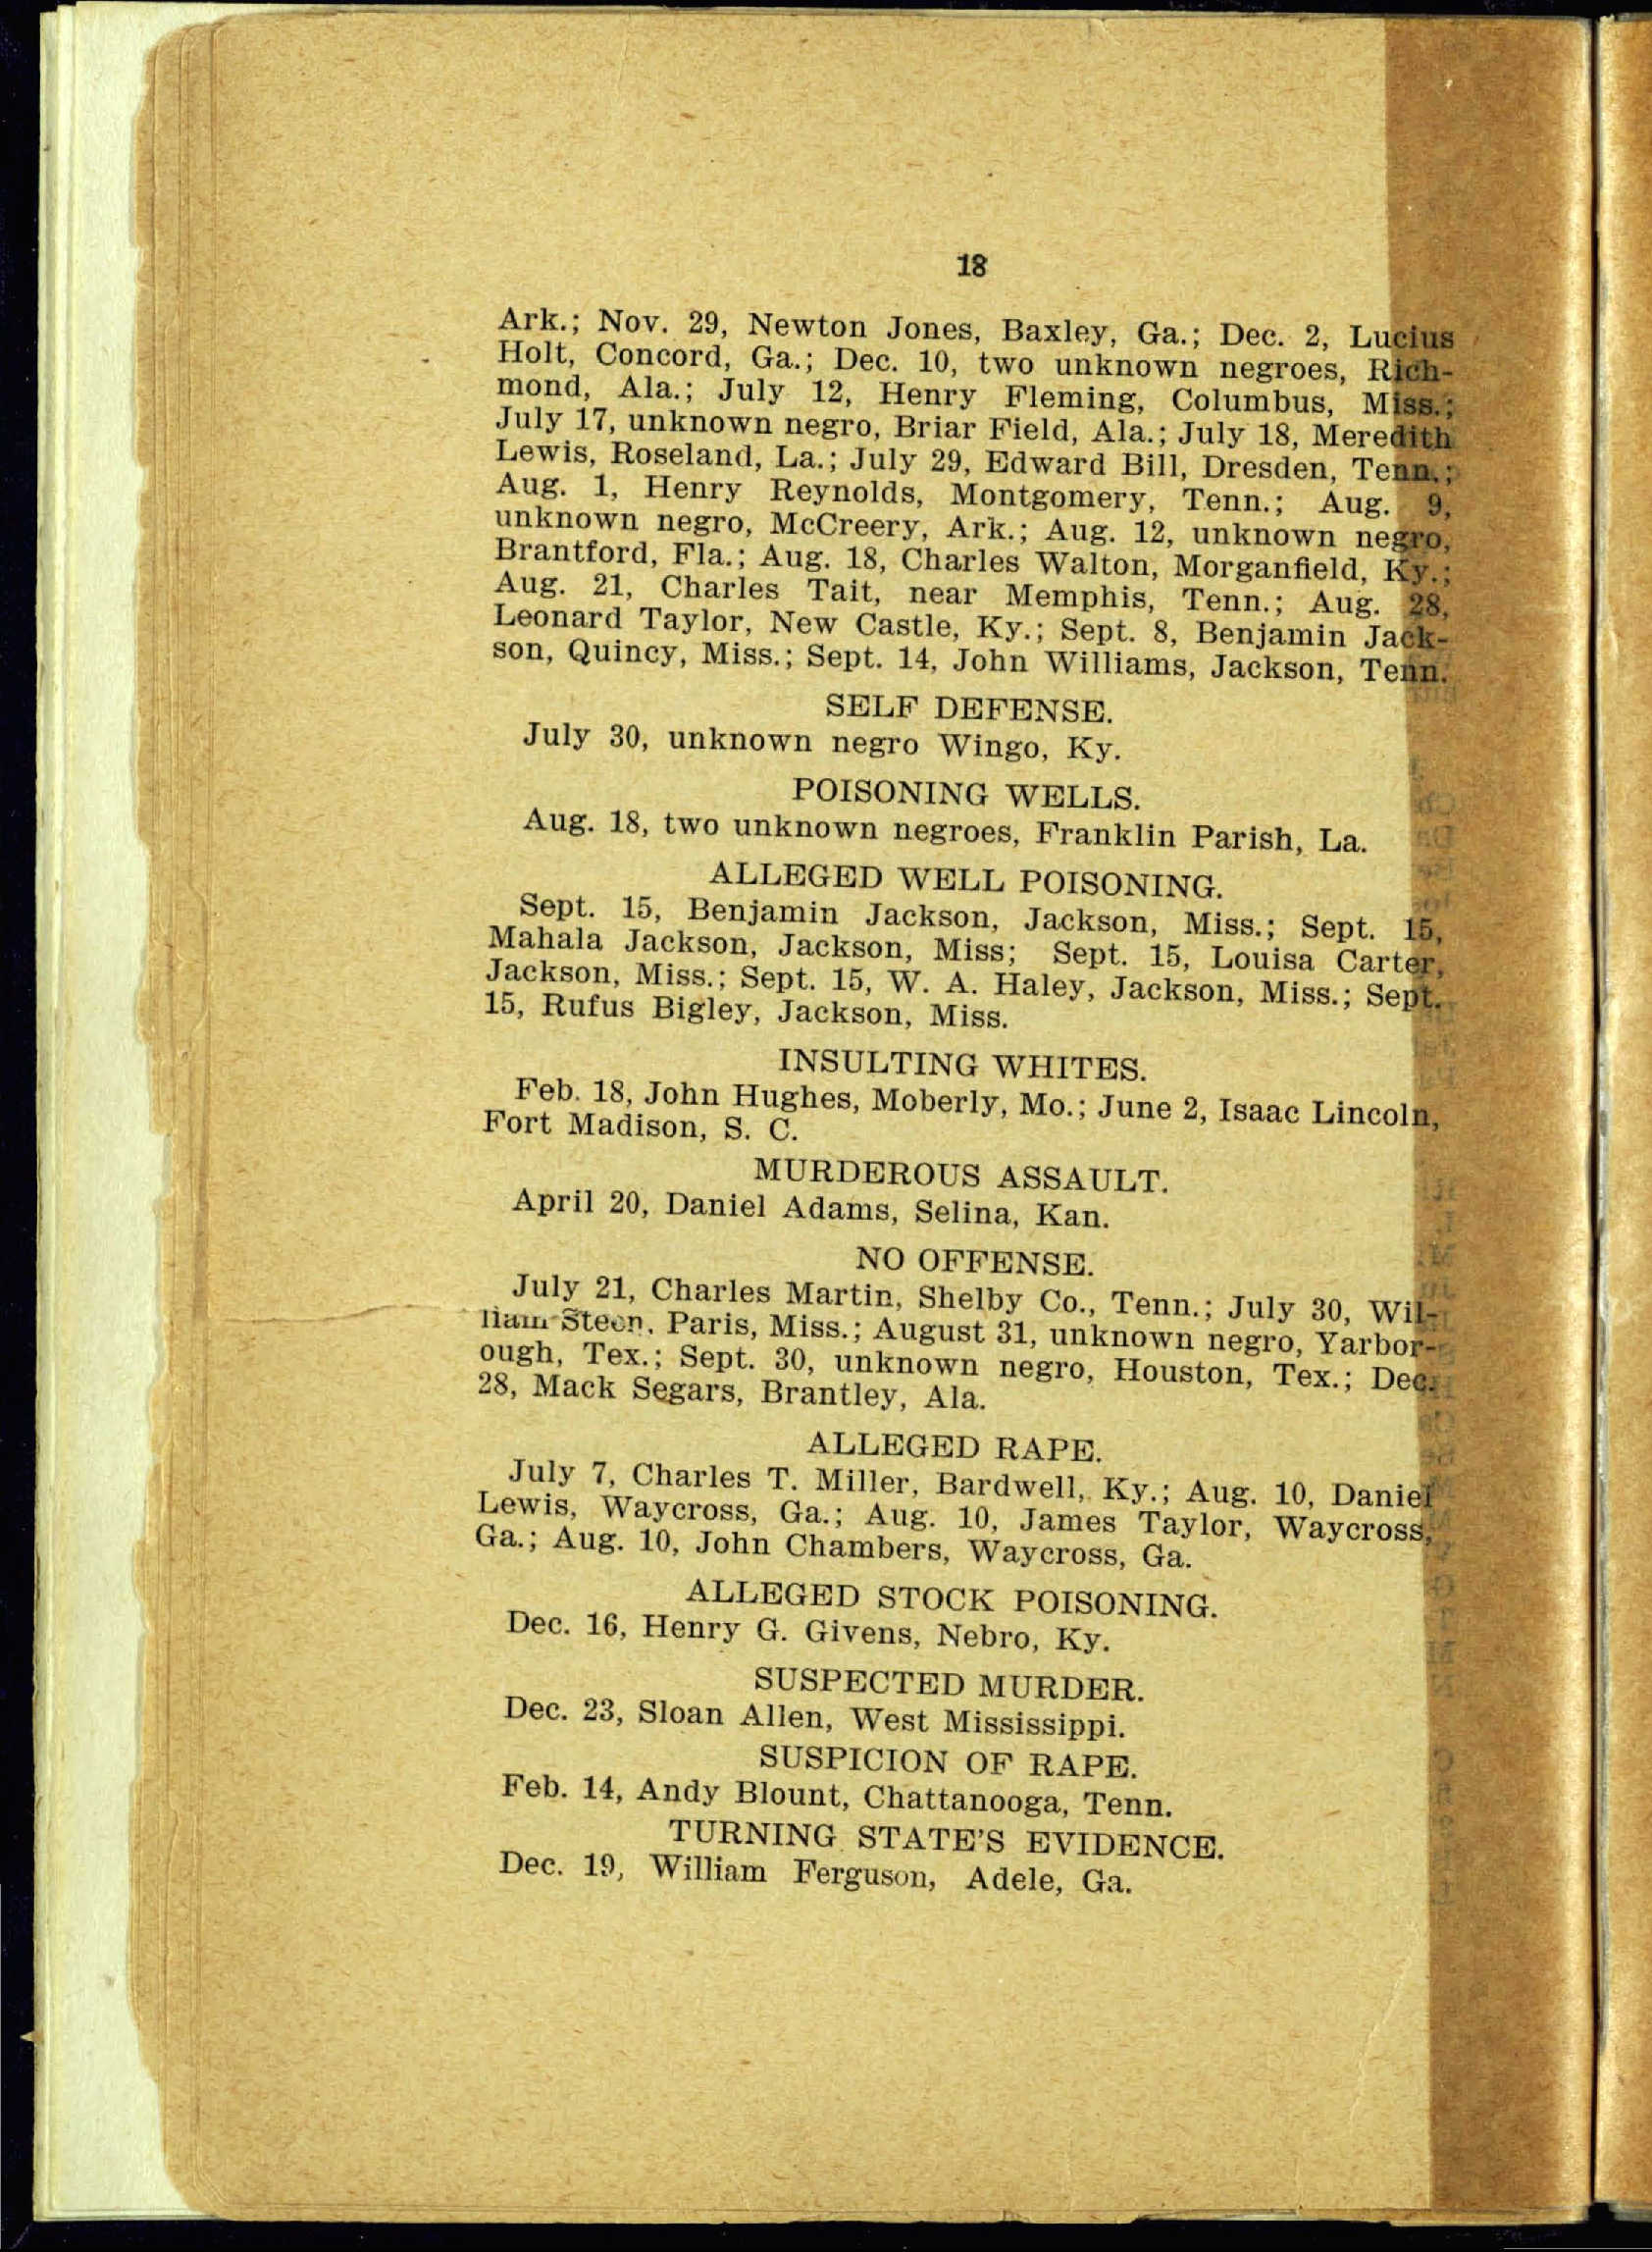 18
Ark.; Nov. 29, Newton Jones, Baxley, Ga.; Dec. 2, Lucius
Holt, Concord, Ga.; Dec. 10, two unknown negroes, Rich-
mond, Ala.; July 12, Henry Fleming, Columbus, Miss.;
July 17, unknown negro, Briar Field, Ala.; July 18, Meredith
Lewis, Roseland, La.; July 29, Edward Bill, Dresden, Tenn.;
Aug. 1, Henry Reynolds, Montgomery, Tenn.; Aug. 9,
unknown negro, McCreery, Ark.; Aug. 12, unknown negro,
Brantford, Fla.; Aug. 18, Charles Walton, Morganfield, Ky.;
Aug. 21, Charles Tait, near Memphis, Tenn.; Aug. 28,
Leonard Taylor, New Castle, Ky.; Sept. 8, Benjamin Jack-
son, Quincy, Miss.; Sept. 14, John Williams, Jackson, Tenn.
SELF DEFENSE.
July 30, unknown negro Wingo, Ky.
POISONING WELLS.
Aug. 18, two unknown negroes, Franklin Parish, La.
ALLEGED WELL POISONING.
Sept. 15, Benjamin Jackson, Jackson, Miss.; Sept. 15,
Mahala Jackson, Jackson, Miss; Sept. 15, Louisa Carter,
Jackson, Miss.; Sept. 15, W. A. Haley, Jackson, Miss.; Sept.
15, Rufus Bigley, Jackson, Miss.
INSULTING WHITES.
Feb. 18, John Hughes, Moberly, Mo.; June 2, Isaac Lincoln,
Fort Madison, S. C.
MURDEROUS ASSAULT.
April 20, Daniel Adams, Selina, Kan.
NO OFFENSE.
July 21, Charles Martin, Shelby Co., Tenn.; July 30, Wil-
liam Steen, Paris, Miss.; August 31, unknown negro, Yarbor-
ough, Tex.; Sept. 30, unknown negro, Houston, Tex.; Dec.
28, Mack Segars, Brantley, Ala.
ALLEGED RAPE.
July 7, Charles T. Miller, Bardwell, Ky.; Aug. 10, Daniel
Lewis, Waycross, Ga.; Aug. 10, James Taylor, Waycross,
Ga.; Aug. 10, John Chambers, Waycross, Ga.
ALLEGED STOCK POISONING.
Dec. 16, Henry G. Givens, Nebro, Ky.
SUSPECTED MURDER.
Dec. 23, Sloan Allen, West Mississippi.
SUSPICION OF RAPE.
Feb. 14, Andy Blount, Chattanooga, Tenn.
TURNING STATE'S EVIDENCE.
Dec. 19, William Ferguson, Adele, Ga.